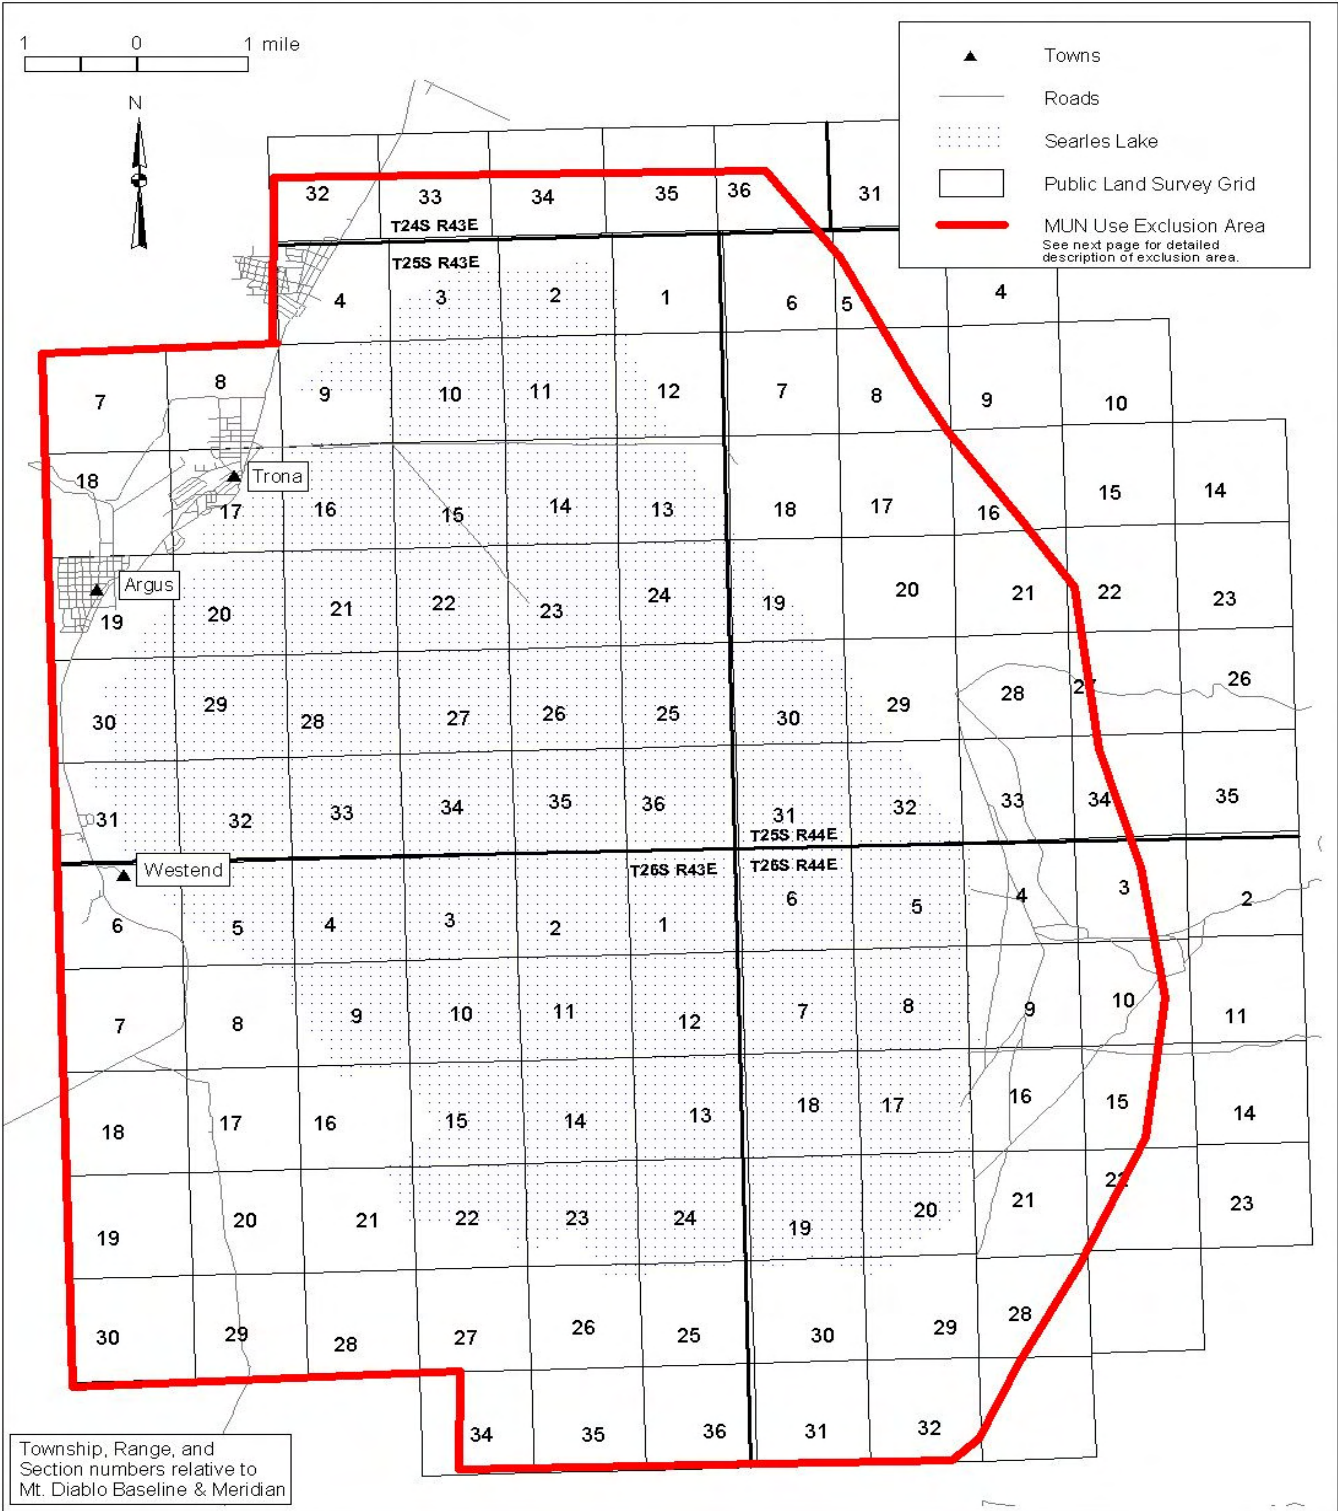 1 0 1 mile
N
Towns
Roads
Searles Lake
Public Land Survey Grid
MUN Use Exclusion Area
See next page for detailed
description of exclusion area.
32 33 34 35 36 31
T24S R43E
T25S R43E
4 3 2 1 6 5 4
7 8 9 10 11 12 7 8 9 10
18 17 16 15 14 13 18 17 16 15 14
Trona
Argus
19 20 21 22 23 24 19 20 21 22 23
30 29 28 27 26 25 30 29 28 27 26
31 32 33 34 35 36 31 32 33 34 35
T25S R44E
T26S R43E T26S R44E
Westend
6 5 4 3 2 1 6 5 4 3 2
7 8 9 10 11 12 7 8 9 10 11
18 17 16 15 14 13 18 17 16 15 14
19 20 21 22 23 24 19 20 21 22 23
30 29 28 27 26 25 30 29 28
34 35 36 31 32
Township, Range, and
Section numbers relative to
Mt. Diablo Baseline & Meridian